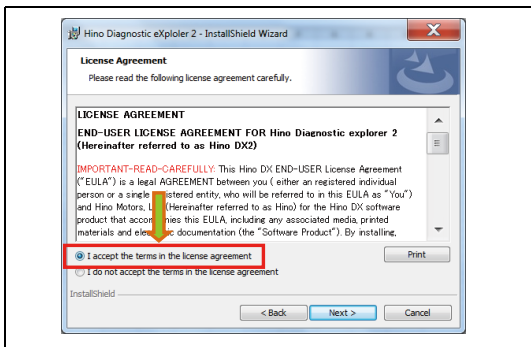 Hino Diagnostic eXploler 2 - InstallShield Wizard
License Agreement
Please read the following license agreement carefully.
LICENSE AGREEMENT
END-USER LICENSE AGREEMENT FOR Hino Diagnostic explorer 2
(Hereinafter referred to as Hino DX2)
IMPORTANT-READ-CAREFULLY: This Hino DX END-USER License Agreement
("EULA") is a legal AGREEMENT between you ( either an registered individual
person or a single registered entity, who will be referred to in this EULA as "You")
and Hino Motors, (Hereinafter referred to as Hino) for the Hino DX software
product that accompanies this EULA, including any associated media, printed
materials and documentation (the "Software Product"). By installing,
I accept the terms in the license agreement
Print
I do not accept the terms in the license agreement
InstallShield
< Back
Next >
Cancel